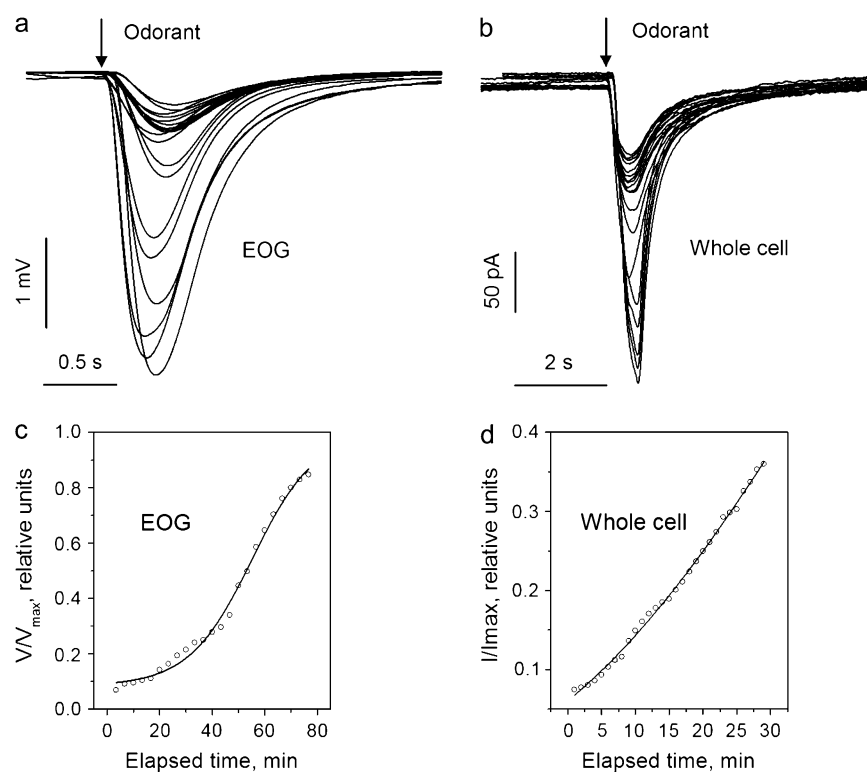 a
Odorant
EOG
1 mV
0.5 s
b
Odorant
Whole cell
50 pA
2 s
c
EOG
V/Vmax, relative units
1.0
0.8
0.6
0.4
0.2
0.0
0 20 40 60 80
Elapsed time, min
d
Whole cell
I/Imax, relative units
0.4
0.3
0.2
0.1
0 5 10 15 20 25 30
Elapsed time, min